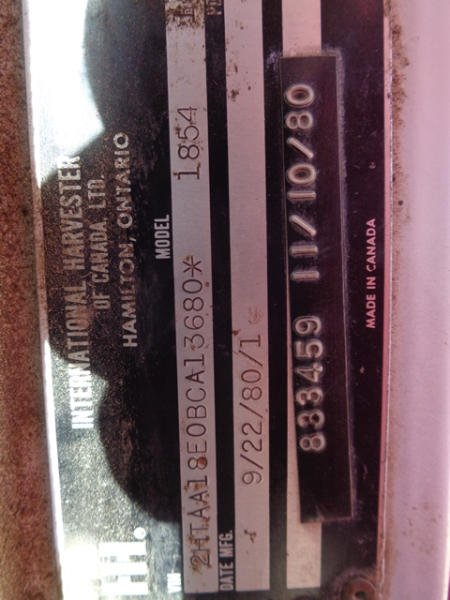 INTERNATIONAL HARVESTER
OF CANADA LTD.
HAMILTON, ONTARIO
MODEL
VIN 2HTAA18E0BCA13680* 1854
DATE MFG. 9/22/80/1
833459 11/10/80
MADE IN CANADA